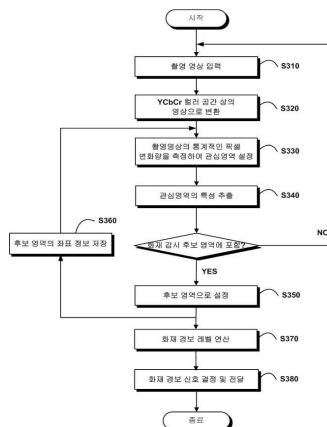 시작
촬영 영상 입력
S310
YCbCr 컬러 공간 상의
영상으로 변환
S320
촬영영상의 통계적인 픽셀
변화량을 측정하여 관심영역 설정
S330
관심영역의 특성 추출
S340
S360
후보 영역의 좌표 정보 저장
화재 감시 후보 영역에 포함?
NO
YES
후보 영역으로 설정
S350
화재 경보 레벨 연산
S370
화재 경보 신호 결정 및 전달
S380
종료